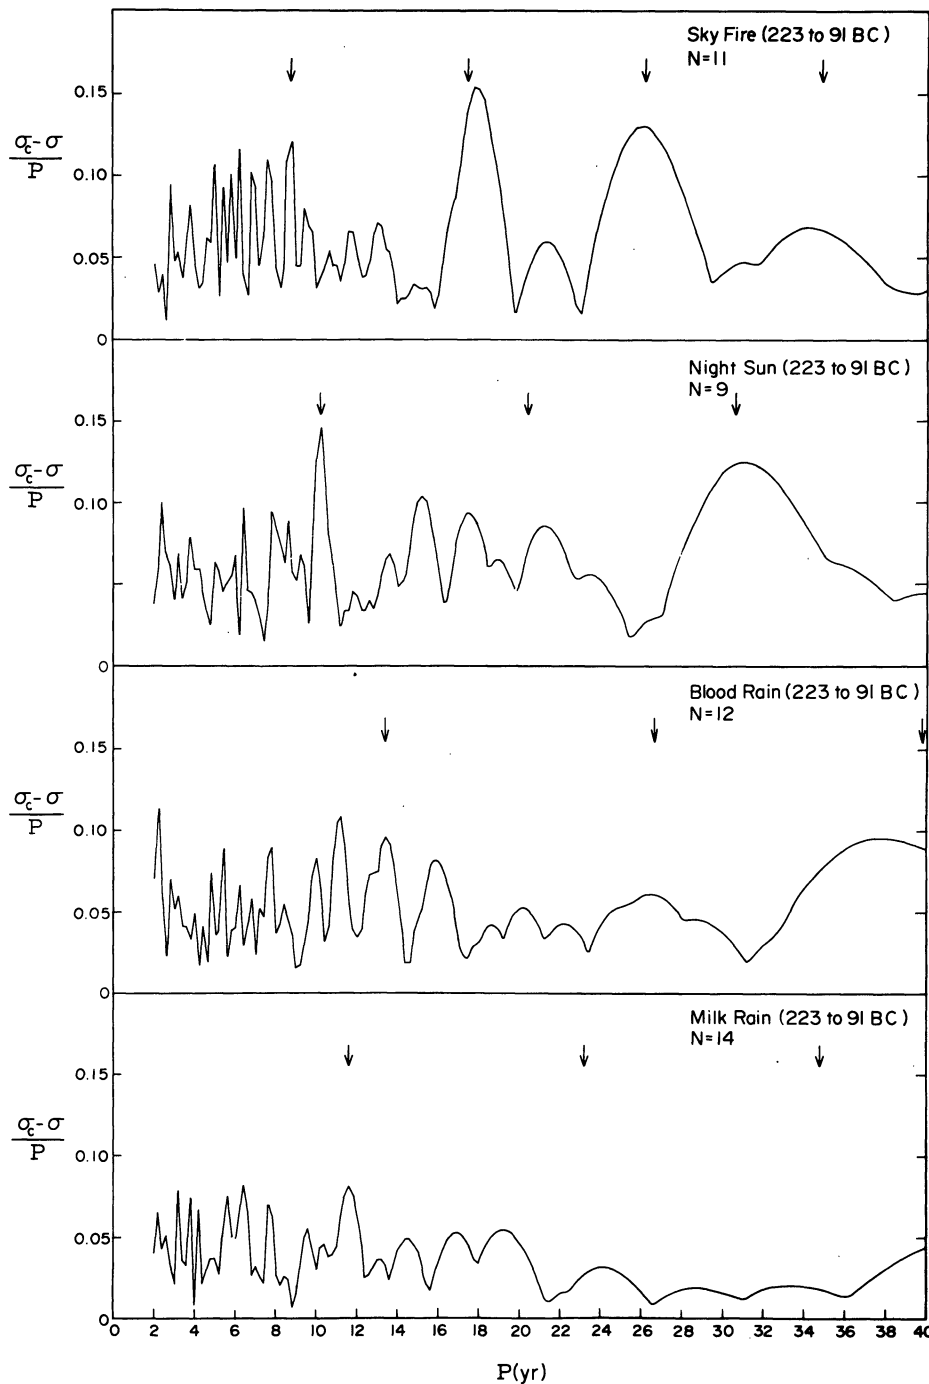 Sky Fire (223 to 91 BC)
N=11
0.15
0.10
0.05
0
σc-σ
P
Night Sun (223 to 91 BC)
N=9
0.15
0.10
0
σc-σ
P
Blood Rain (223 to 91 BC)
N=12
0.15
0.10
0.05
0
σc-σ
P
Milk Rain (223 to 91 BC)
N=14
0.15
0.10
0.05
0
σc-σ
P
0 2 4 6 8 10 12 14 16 18 20 22 24 26 28 30 32 34 36 38 40
P(yr)